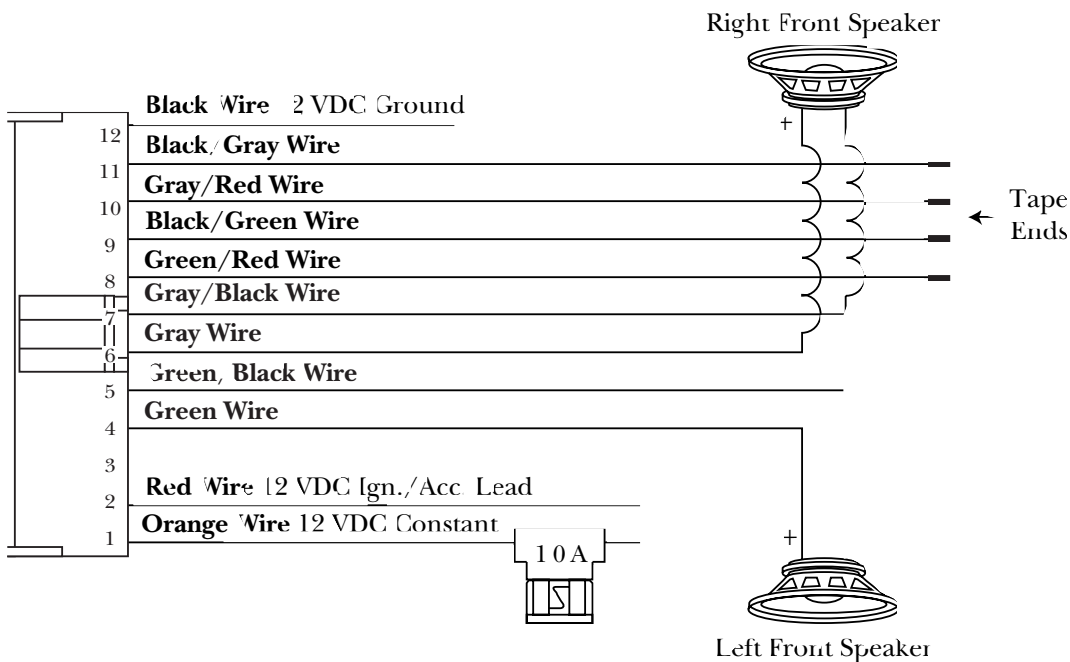 Right Front Speaker
Black Wire 2 VDC Ground
12
Black/Gray Wire
11
Gray/Red Wire
10
Black/Green Wire
9
Green/Red Wire
8
Gray/Black Wire
7
Gray Wire
6
Green, Black Wire
5
Green Wire
4
3
Red Wire 12 VDC Ign./Acc. Lead
2
Orange Wire 12 VDC Constant
1
10A
+
+
Tape
Ends
Left Front Speaker